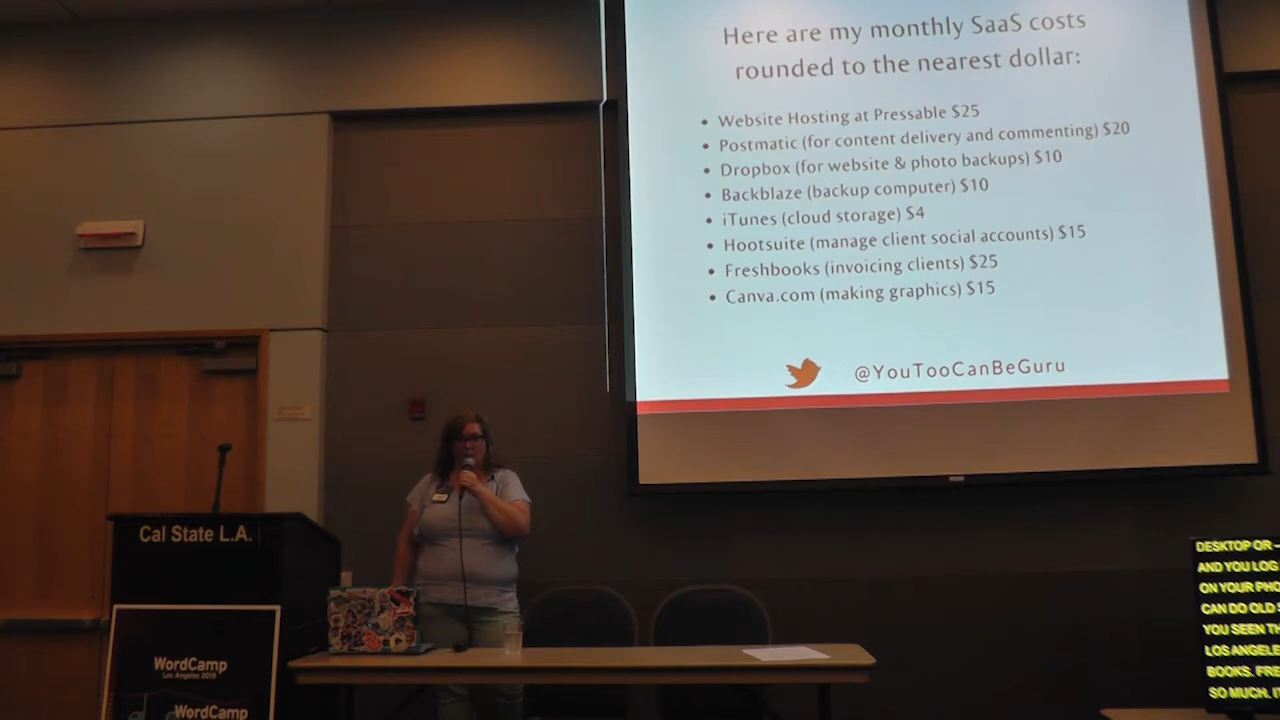 Here are my monthly SaaS costs
rounded to the nearest dollar:
• Website Hosting at Pressable $25
• Postmatic (for content delivery and commenting) $20
• Dropbox (for website & photo backups) $10
• Backblaze (backup computer) $10
• iTunes (cloud storage) $4
• Hootsuite (manage client social accounts) $15
• Freshbooks (invoicing clients) $25
• Canva.com (making graphics) $15
@YouTooCanBeGuru
Cal State L.A.
WordCamp
Los Angeles 2018
WordCamp
DESKTOP OR –
AND YOU LOG
ON YOUR PHO
CAN DO OLD
YOU SEEN TH
LOS ANGELE
BOOKS. FRE
SO MUCH. I